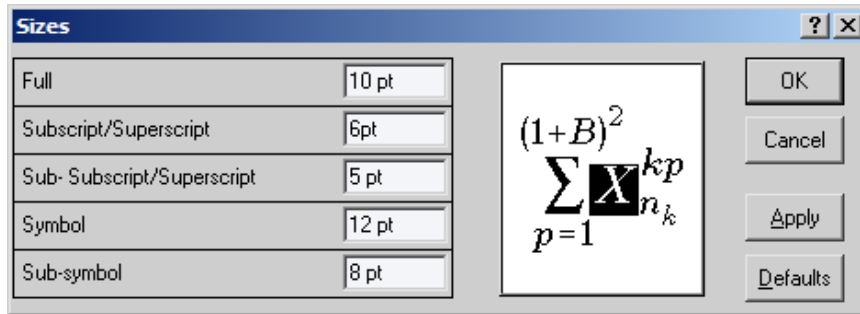 Sizes
Full 10 pt
Subscript/Superscript 6pt
Sub- Subscript/Superscript 5 pt
Symbol 12 pt
Sub-symbol 8 pt
(1+B)²
∑ X kp n k
p=1
OK
Cancel
Apply
Defaults